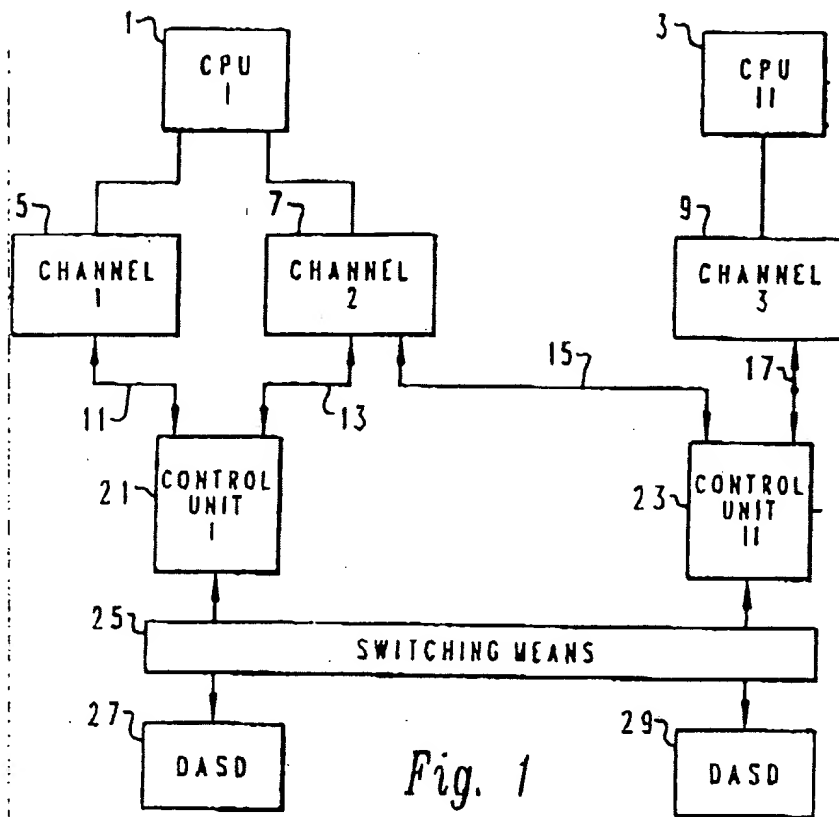 1
CPU
I
3
CPU
II
5
CHANNEL
1
7
CHANNEL
2
9
CHANNEL
3
11
13
15
17
21
CONTROL
UNIT
I
23
CONTROL
UNIT
II
25
SWITCHING MEANS
27
DASD
29
DASD
Fig. 1